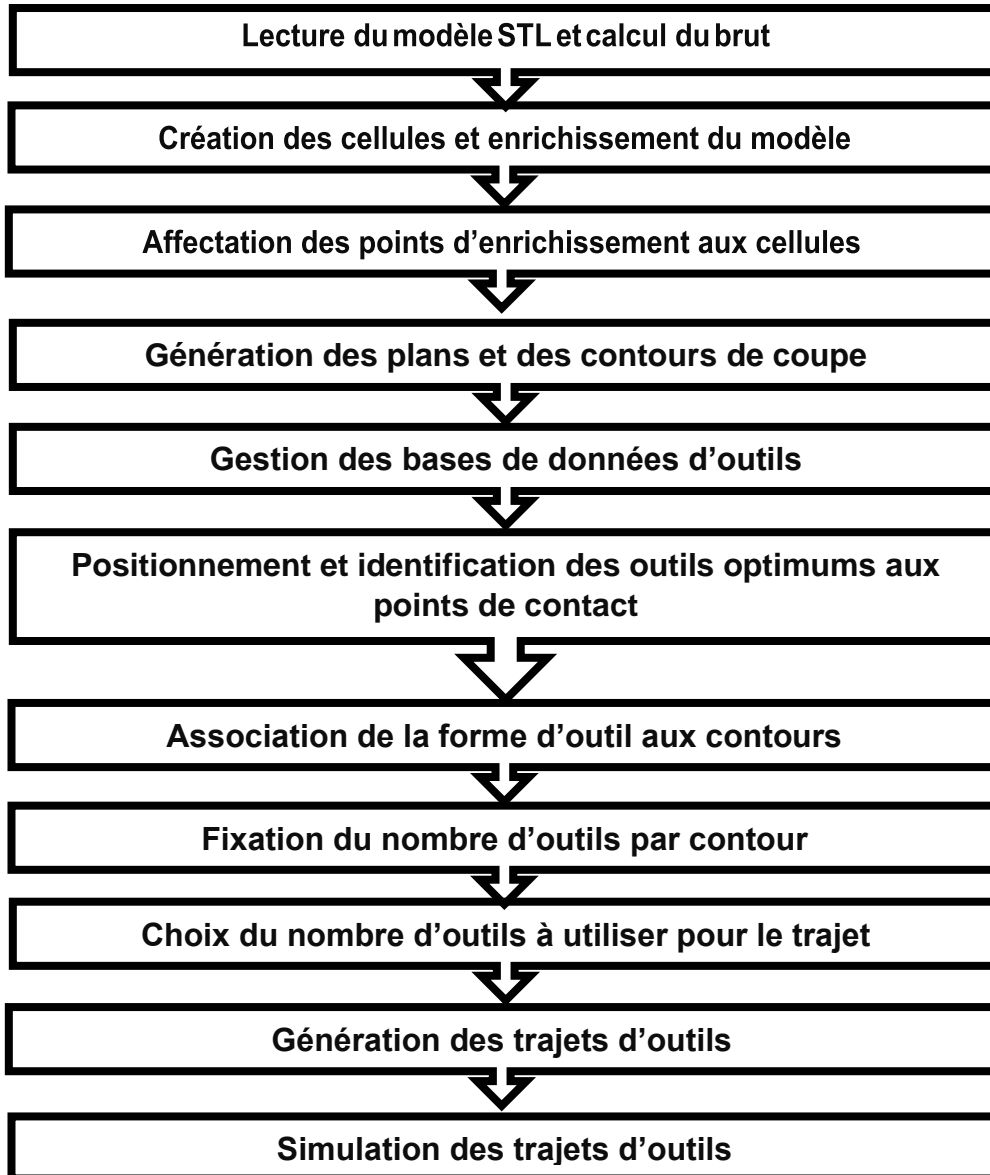 Lecture du modèle STL et calcul du brut
Création des cellules et enrichissement du modèle
Affectation des points d’enrichissement aux cellules
Génération des plans et des contours de coupe
Gestion des bases de données d’outils
Positionnement et identification des outils optimums aux
points de contact
Association de la forme d’outil aux contours
Fixation du nombre d’outils par contour
Choix du nombre d’outils à utiliser pour le trajet
Génération des trajets d’outils
Simulation des trajets d’outils